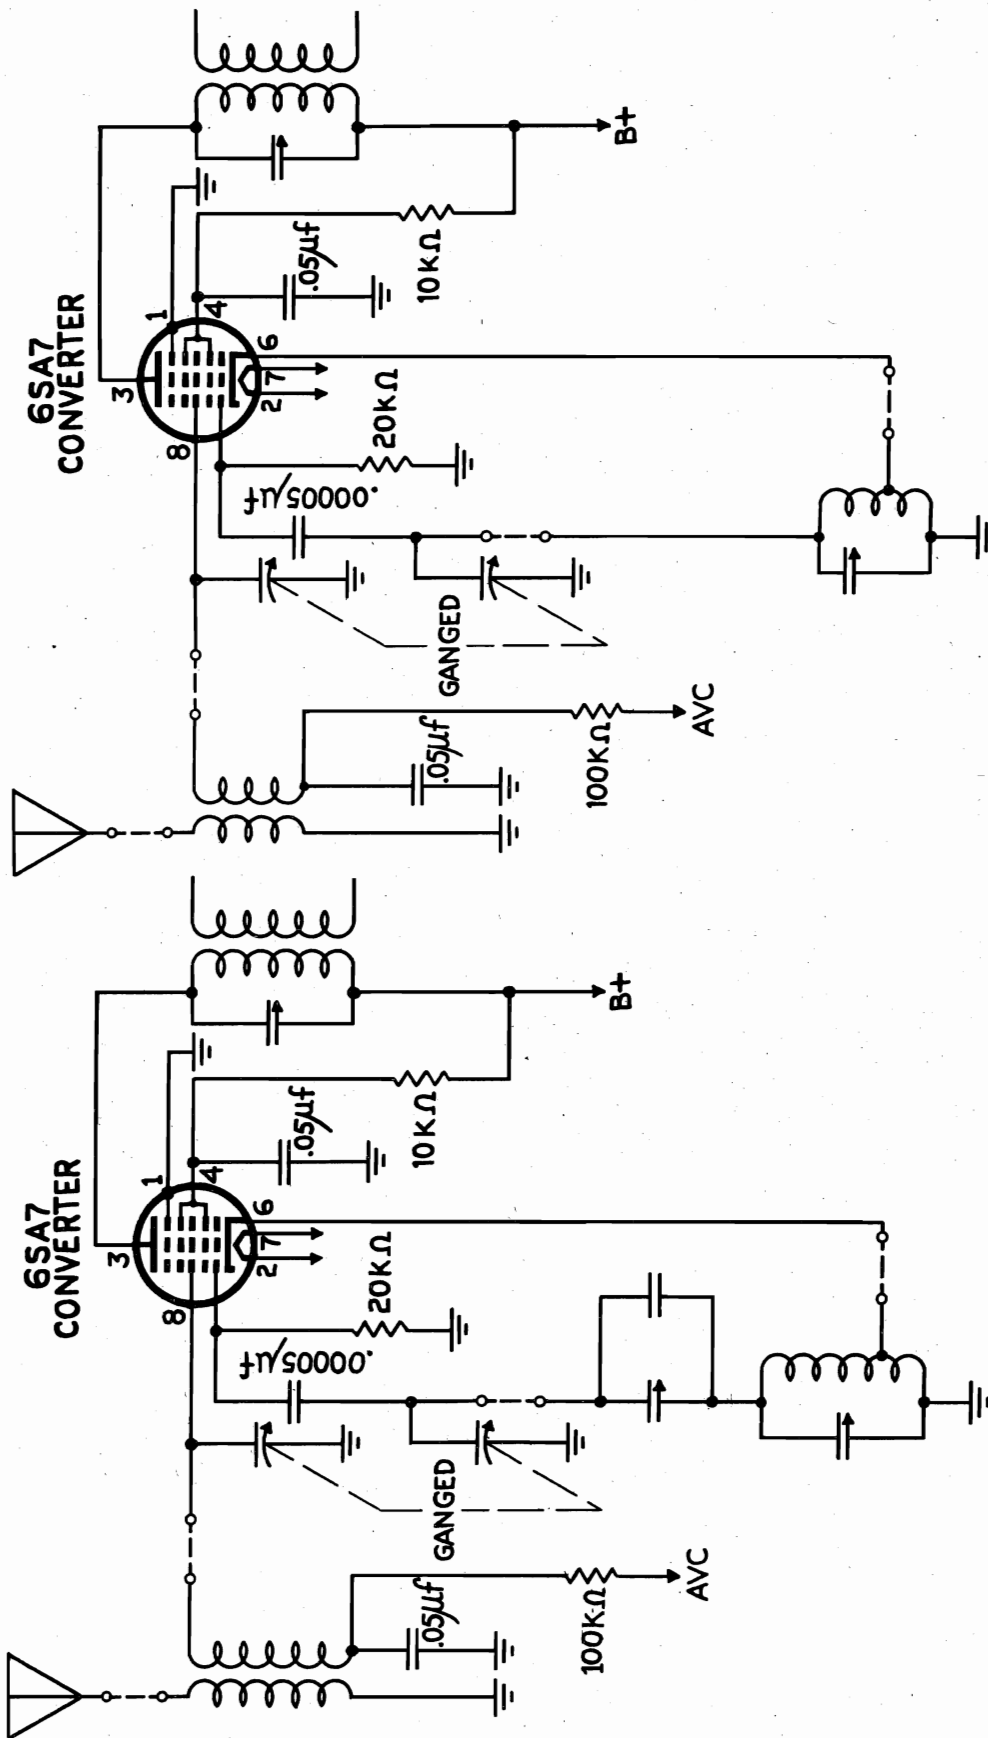 6SA7
CONVERTER
3
1
4
8
6
7
2
.05µf
10KΩ
B+
20KΩ
.00005µf
GANGED
.05µf
100KΩ
AVC
6SA7
CONVERTER
3
1
4
8
6
7
2
.05µf
10KΩ
B+
20KΩ
.00005µf
GANGED
.05µf
100KΩ
AVC